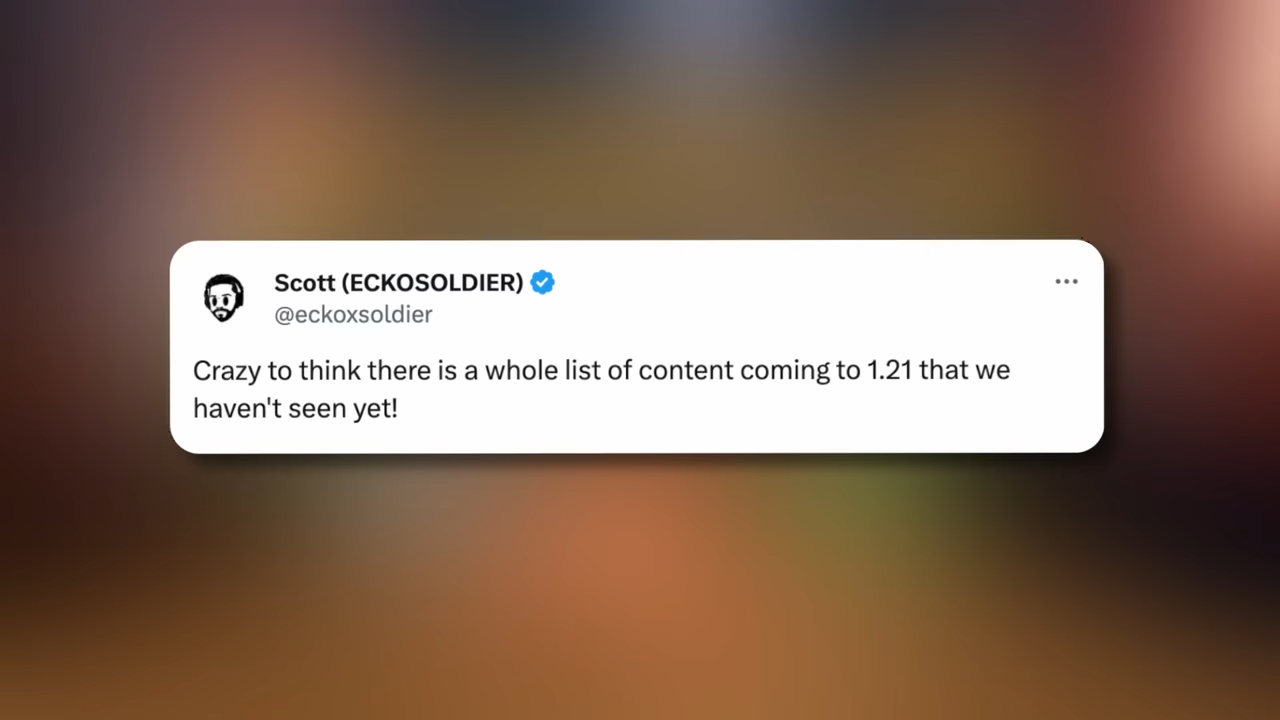 Scott (ECKOSOLDIER)
@eckoxsoldier
Crazy to think there is a whole list of content coming to 1.21 that we
haven't seen yet!